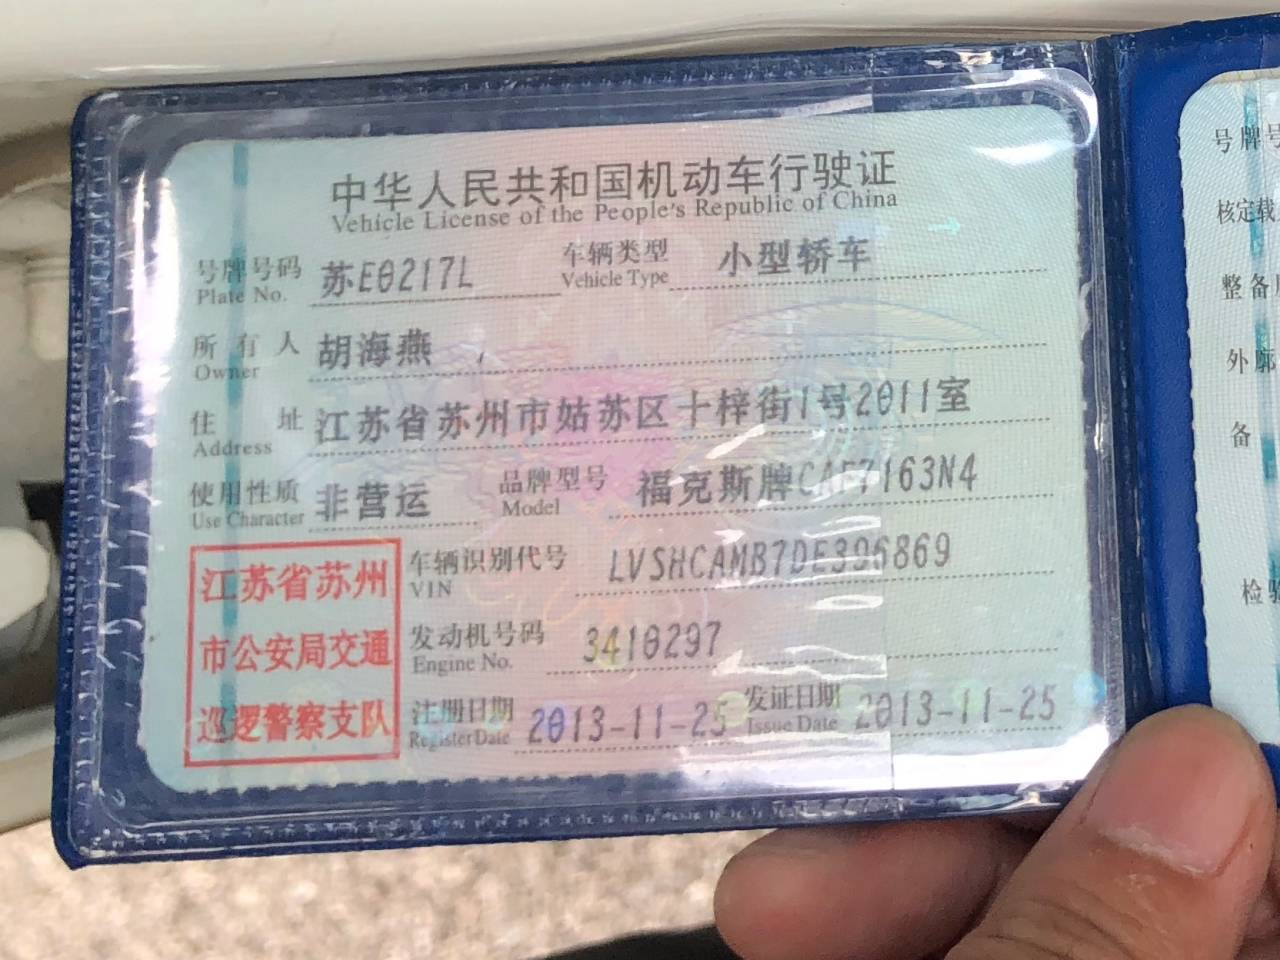 中华人民共和国机动车行驶证
Vehicle License of the People's Republic of China
号牌号码 苏E0217L 车辆类型 小型轿车
Plate No. Vehicle Type
所有人 胡海燕
Owner
住址 江苏省苏州市姑苏区十梓街1号2011室
Address
使用性质 非营运 品牌型号 福克斯牌CAF7163N4
Use Character Model
车辆识别代号 LVSHCAMB7DE396869
VIN
发动机号码 3410297
Engine No.
注册日期 2013-11-25 发证日期 2013-11-25
Register Date Issue Date
江苏省苏州
市公安局交通
巡逻警察支队
号牌号
核定载
整备
外廓
备
检验